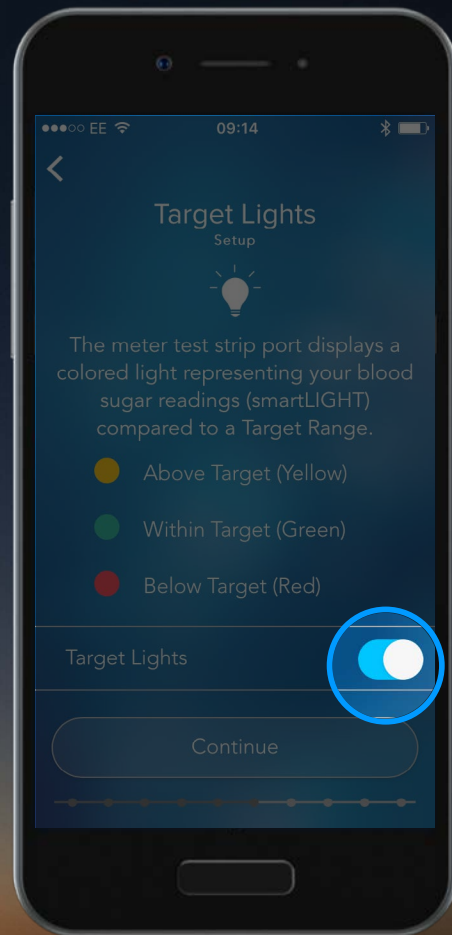 EE 09:14
Target Lights
Setup
The meter test strip port displays a
colored light representing your blood
sugar readings (smartLIGHT)
compared to a Target Range.
Above Target (Yellow)
Within Target (Green)
Below Target (Red)
Target Lights
Continue